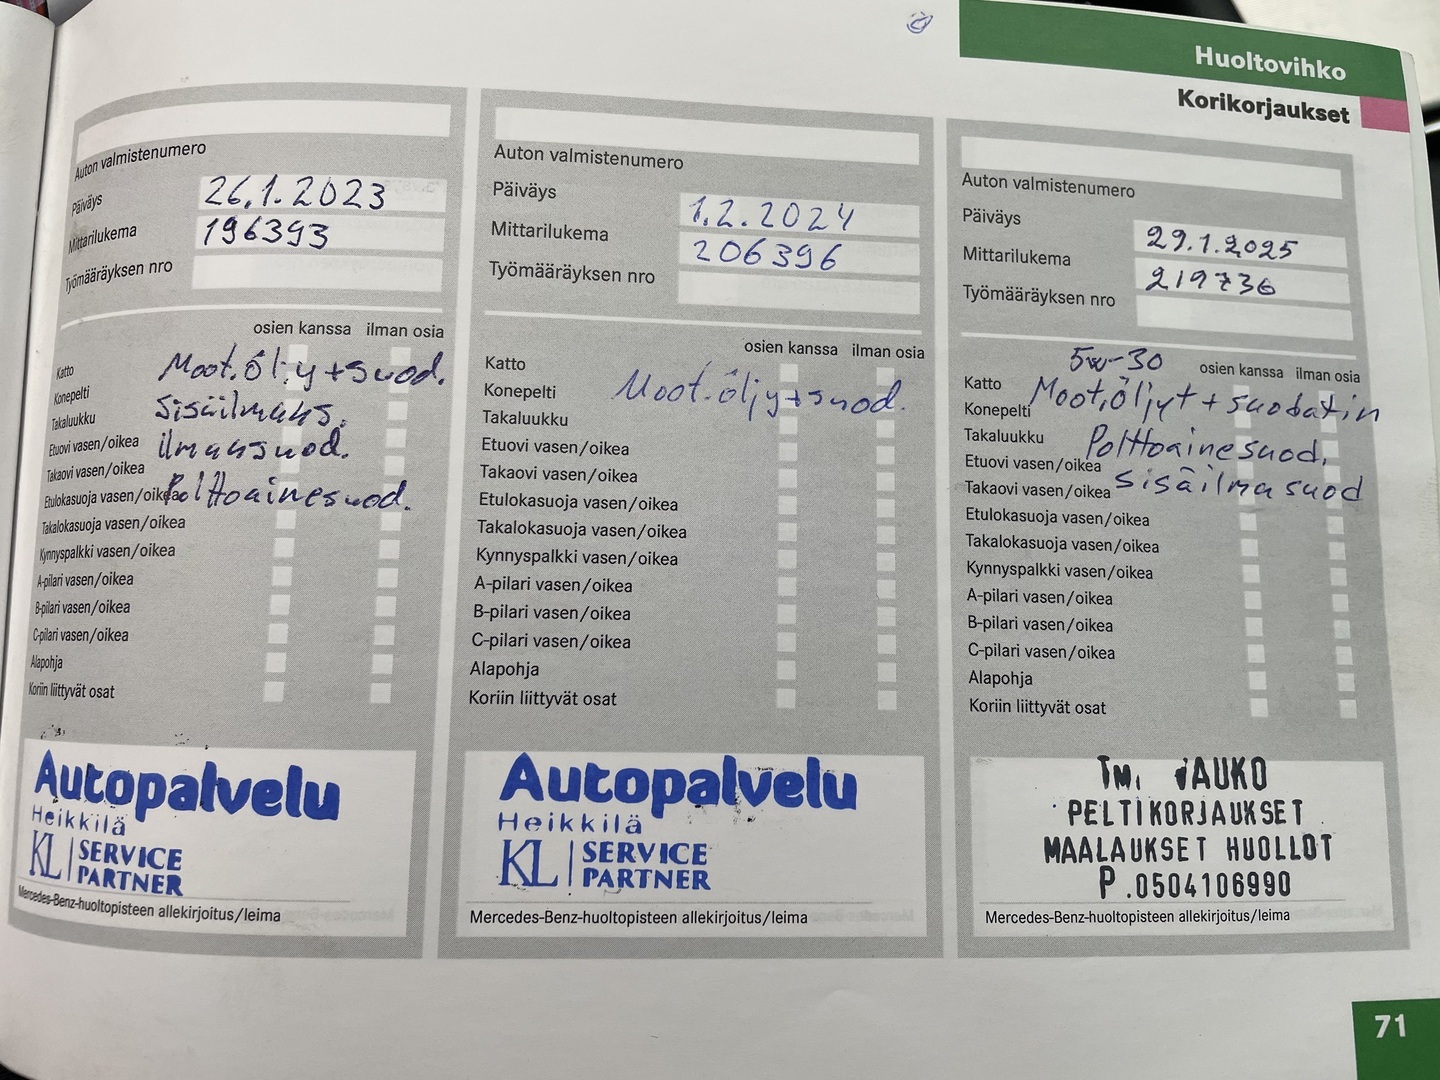 Huoltovihko
Korikorjaukset
Auton valmistenumero
Päiväys 26.1.2023
Mittarilukema 196393
Työmääräyksen nro
osien kanssa ilman osia
Moot.öljy+suod.
Katto
Konepelti
Sisäilmans.
Takaluukku
ilmansuod.
Etuovi vasen/oikea
Takaovi vasen/oikea
Polttoainesuod.
Etulokasuoja vasen/oikea
Takalokasuoja vasen/oikea
Kynnyspalkki vasen/oikea
A-pilari vasen/oikea
B-pilari vasen/oikea
C-pilari vasen/oikea
Alapohja
Koriin liittyvät osat
Autopalvelu
Heikkilä
KL SERVICE
PARTNER
Mercedes-Benz-huoltopisteen allekirjoitus/leima
Auton valmistenumero
Päiväys 1.2.2024
Mittarilukema 206396
Työmääräyksen nro
osien kanssa ilman osia
Katto
Konepelti Moot.öljy+suod.
Takaluukku
Etuovi vasen/oikea
Takaovi vasen/oikea
Etulokasuoja vasen/oikea
Takalokasuoja vasen/oikea
Kynnyspalkki vasen/oikea
A-pilari vasen/oikea
B-pilari vasen/oikea
C-pilari vasen/oikea
Alapohja
Koriin liittyvät osat
Autopalvelu
Heikkilä
KL SERVICE
PARTNER
Mercedes-Benz-huoltopisteen allekirjoitus/leima
Auton valmistenumero
Päiväys 29.1.2025
Mittarilukema 219736
Työmääräyksen nro
5w-30 osien kanssa ilman osia
Katto
Moot.öljyt + suodatin
Konepelti
Takaluukku Polttoainesuod.
Etuovi vasen/oikea
Takaovi vasen/oikea sisäilmasuod
Etulokasuoja vasen/oikea
Takalokasuoja vasen/oikea
Kynnyspalkki vasen/oikea
A-pilari vasen/oikea
B-pilari vasen/oikea
C-pilari vasen/oikea
Alapohja
Koriin liittyvät osat
TM. JAUKO
PELTIKORJAUKSET
MAALAUKSET HUOLLOT
P.0504106990
Mercedes-Benz-huoltopisteen allekirjoitus/leima
71